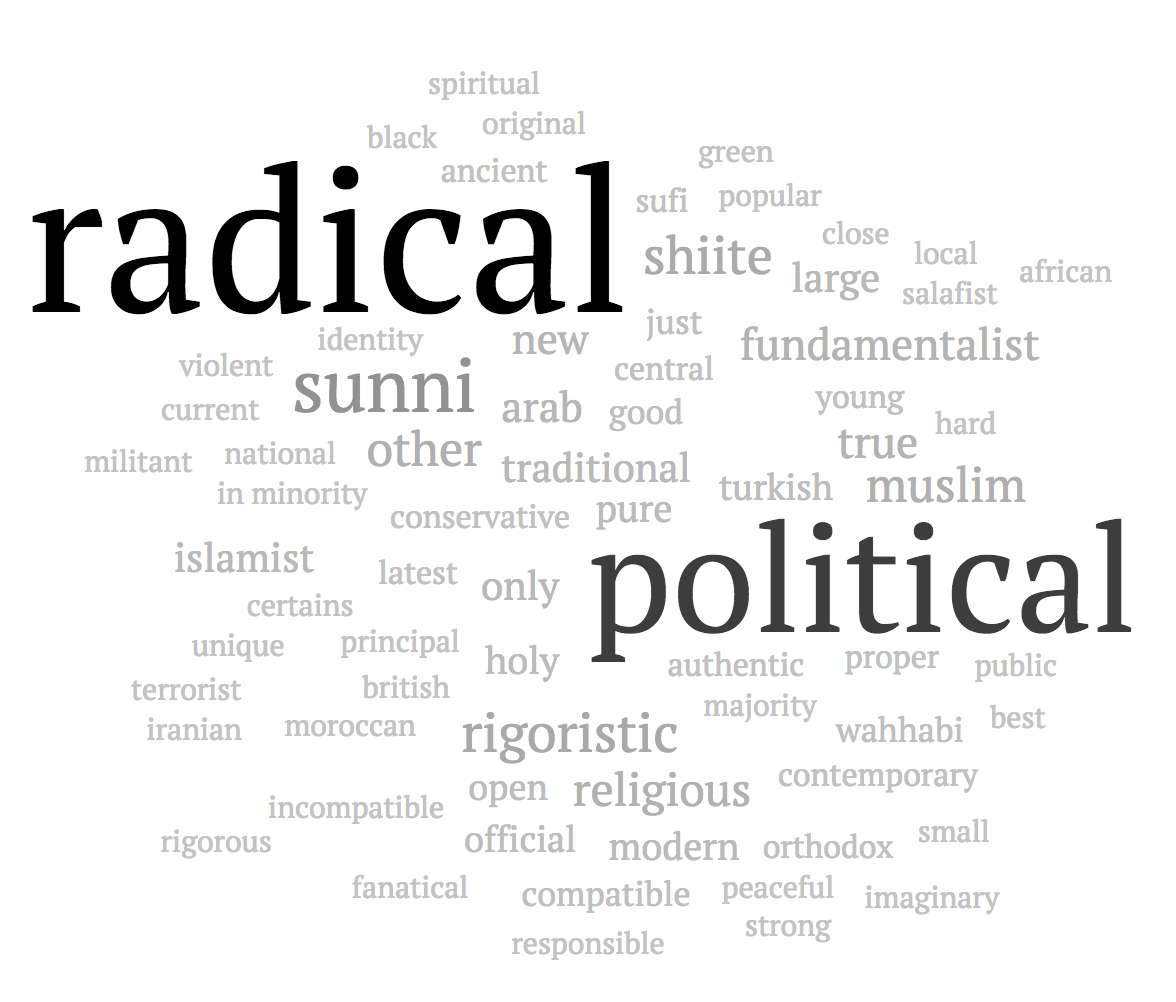 spiritual
original
black
green
ancient
radical
sufi popular
close
shiite
local
large
african
salafist
just
identity
new
fundamentalist
violent
central
sunni
young
current
arab
good
hard
true
other
national
militant
traditional
in minority
turkish
muslim
conservative
pure
islamist
political
latest
only
certains
unique
principal
holy
authentic
proper
public
terrorist
british
majority
iranian
moroccan
rigoristic
wahhabi
best
contemporary
open
religious
incompatible
rigorous
official
modern
orthodox
small
fanatical
compatible
peaceful
imaginary
strong
responsible